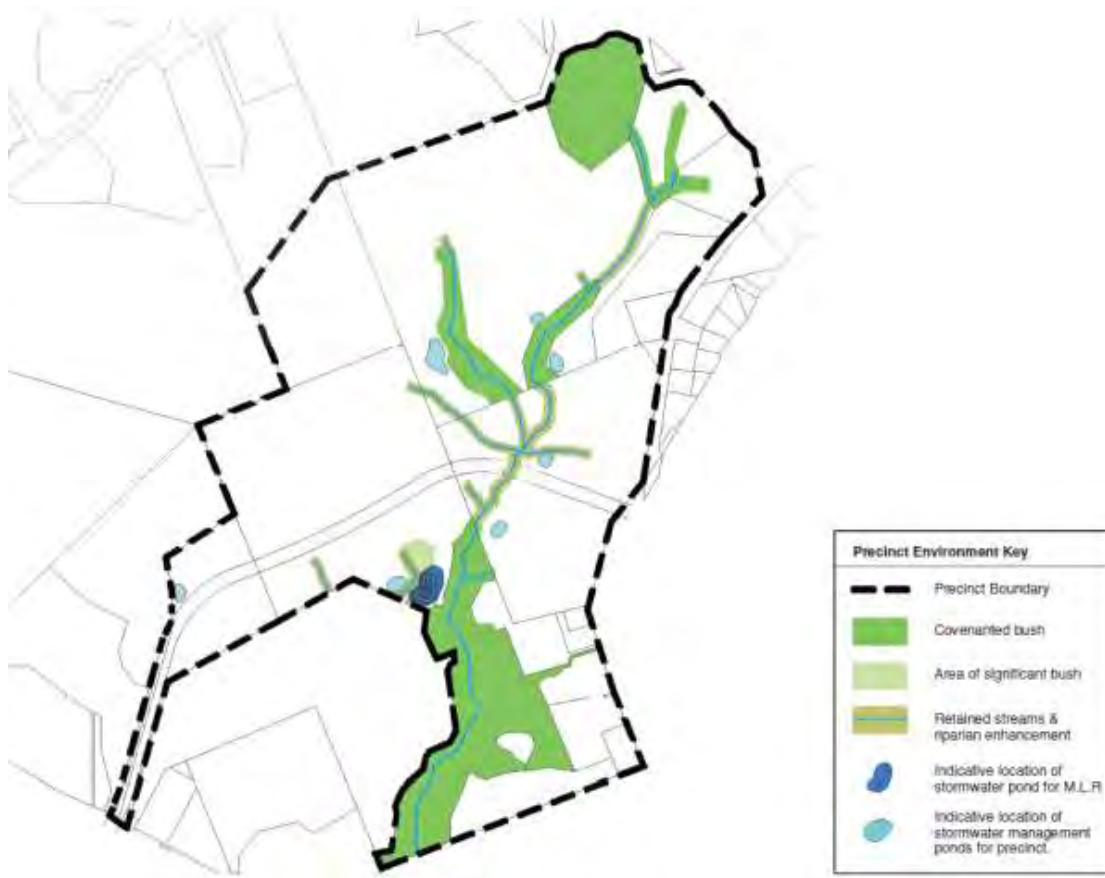 Precinct Environment Key
Precinct Boundary
Covenanted bush
Area of significant bush
Retained streams &
riparian enhancement
Indicative location of
stormwater pond for M.L.R
Indicative location of
stormwater management
ponds for precinct.